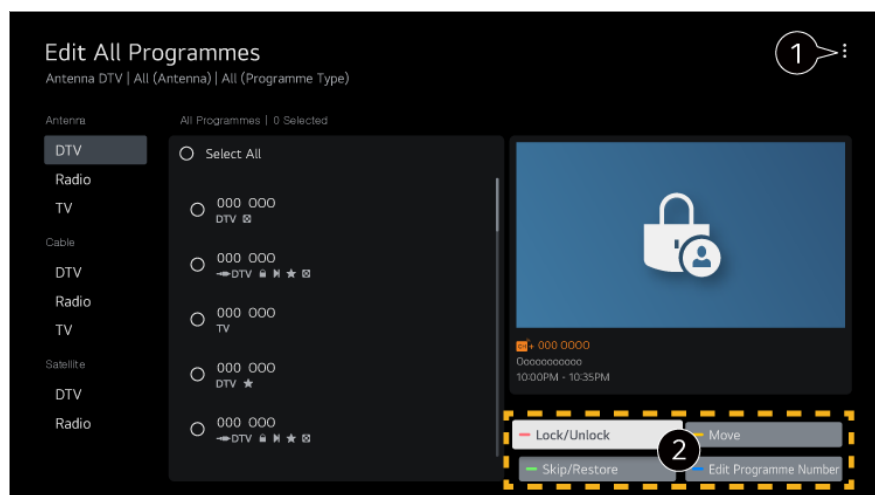 Edit All Programmes
Antenna DTV | All (Antenna) | All (Programme Type)
1
Antenna
DTV
Radio
TV
Cable
DTV
Radio
TV
Satellite
DTV
Radio
All Programmes | 0 Selected
Select All
000 000
DTV
000 000
DTV
000 000
TV
000 000
DTV
000 000
DTV
CH+ 000 0000
Oooooooooo
10:00PM - 10:35PM
Lock/Unlock
Move
2
Skip/Restore
Edit Programme Number